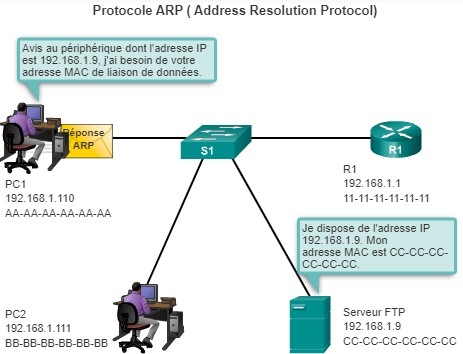 Protocole ARP ( Address Resolution Protocol)
Avis au périphérique dont l'adresse IP
est 192.168.1.9, j'ai besoin de votre
adresse MAC de liaison de données.
Réponse
ARP
S1
R1
PC1
192.168.1.110
AA-AA-AA-AA-AA-AA
R1
192.168.1.1
11-11-11-11-11-11
Je dispose de l'adresse IP
192.168.1.9. Mon
adresse MAC est CC-CC-CC-
CC-CC-CC.
PC2
192.168.1.111
BB-BB-BB-BB-BB-BB
Serveur FTP
192.168.1.9
CC-CC-CC-CC-CC-CC